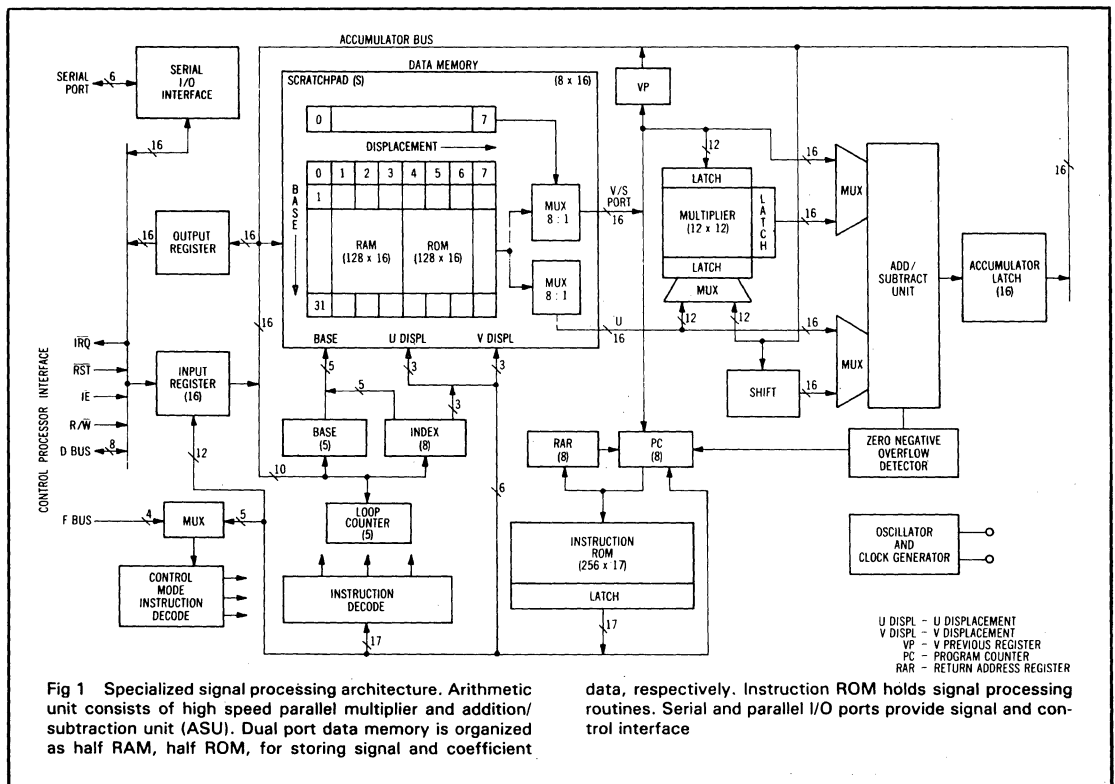 ACCUMULATOR BUS
DATA MEMORY
SERIAL PORT
6
SERIAL I/O INTERFACE
16
SCRATCHPAD (S)
(8 x 16)
0
7
DISPLACEMENT
0 1 2 3 4 5 6 7
1
BASE
RAM (128 x 16)
ROM (128 x 16)
31
MUX 8 : 1
MUX 8 : 1
V/S PORT
16
U
16
BASE
U DISPL
V DISPL
VP
12
LATCH
MULTIPLIER (12 x 12)
LATCH
LATCH
MUX
12
12
16
16
MUX
16
16
MUX
SHIFT
ADD/ SUBTRACT UNIT
ACCUMULATOR LATCH (16)
16
16
OUTPUT REGISTER
16
16
CONTROL PROCESSOR INTERFACE
IRQ
RST
IE
R/W
D BUS
8
INPUT REGISTER (16)
12
5
5
3
3
3
BASE (5)
INDEX (8)
10
6
LOOP COUNTER (5)
F BUS
4
MUX
5
CONTROL MODE INSTRUCTION DECODE
INSTRUCTION DECODE
17
RAR (8)
PC (8)
INSTRUCTION ROM (256 x 17)
LATCH
17
ZERO NEGATIVE OVERFLOW DETECTOR
OSCILLATOR AND CLOCK GENERATOR
U DISPL - U DISPLACEMENT
V DISPL - V DISPLACEMENT
VP - V PREVIOUS REGISTER
PC - PROGRAM COUNTER
RAR - RETURN ADDRESS REGISTER
Fig 1 Specialized signal processing architecture. Arithmetic
unit consists of high speed parallel multiplier and addition/
subtraction unit (ASU). Dual port data memory is organized
as half RAM, half ROM, for storing signal and coefficient
data, respectively. Instruction ROM holds signal processing
routines. Serial and parallel I/O ports provide signal and con-
trol interface